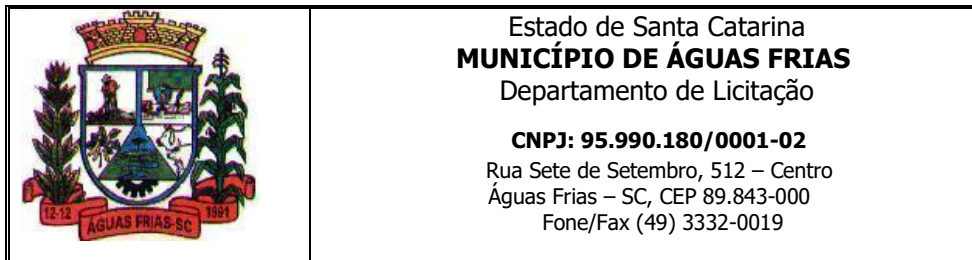 12-12
ÁGUAS FRIAS-SC
1991
Estado de Santa Catarina
MUNICÍPIO DE ÁGUAS FRIAS
Departamento de Licitação
CNPJ: 95.990.180/0001-02
Rua Sete de Setembro, 512 – Centro
Águas Frias – SC, CEP 89.843-000
Fone/Fax (49) 3332-0019